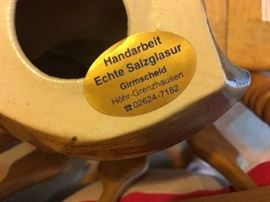 Handarbeit
Echte Salzglasur
Girmscheid
Höhr-Grenzhausen
☎02624-7182